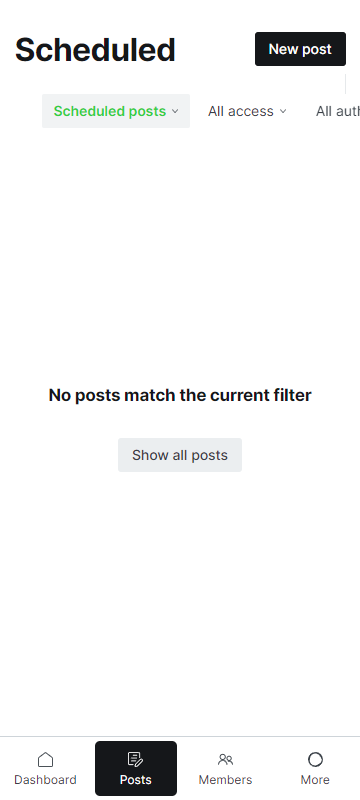 Scheduled
New post
Scheduled posts
All access
All auth
No posts match the current filter
Show all posts
Dashboard
Posts
Members
More